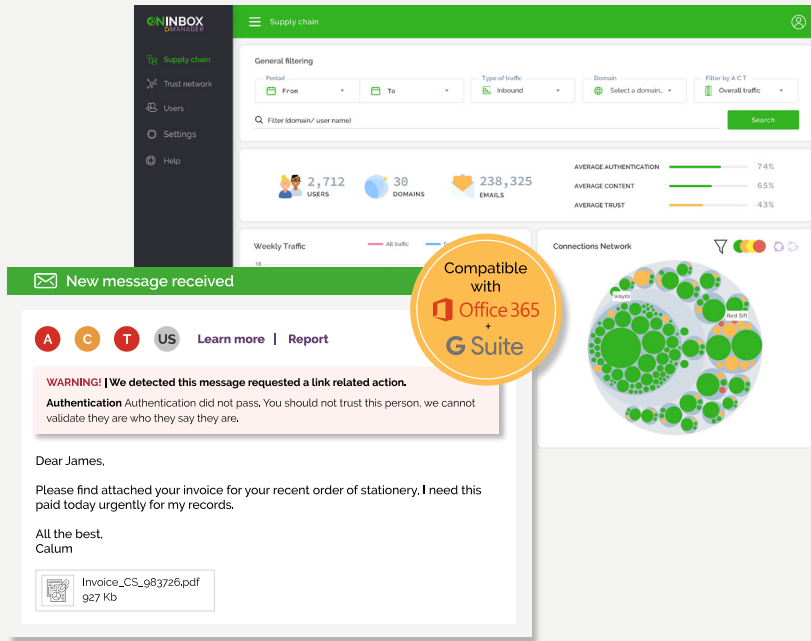 ONINBOX
DMANAGER
Supply chain
Supply chain
Trust network
Users
Settings
Help
General filtering
Period
From
To
Type of traffic
Inbound
Domain
Select a domain..
Filter by A C T
Overall traffic
Filter (domain/ user name)
Search
2,712
USERS
30
DOMAINS
238,325
EMAILS
AVERAGE AUTHENTICATION 74%
AVERAGE CONTENT 65%
AVERAGE TRUST 43%
Weekly Traffic
All traffic
18
Connections Network
wayra
Red Sift
Compatible
with
Office 365
+
G Suite
New message received
A C T US Learn more | Report
WARNING! | We detected this message requested a link related action.
Authentication Authentication did not pass. You should not trust this person, we cannot
validate they are who they say they are.
Dear James,
Please find attached your invoice for your recent order of stationery, I need this
paid today urgently for my records.
All the best,
Calum
Invoice_CS_983726.pdf
927 Kb